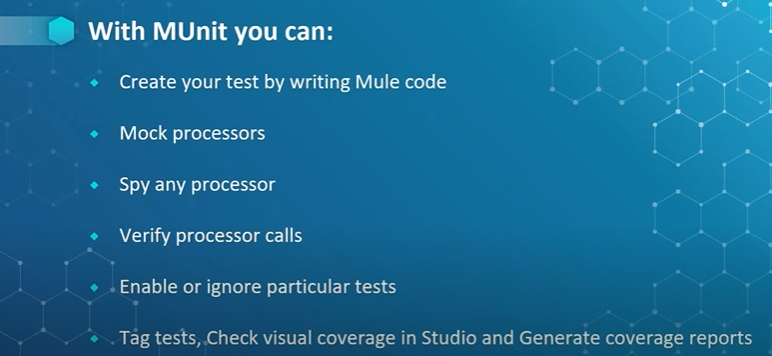 With MUnit you can:
Create your test by writing Mule code
Mock processors
Spy any processor
Verify processor calls
Enable or ignore particular tests
Tag tests, Check visual coverage in Studio and Generate coverage reports